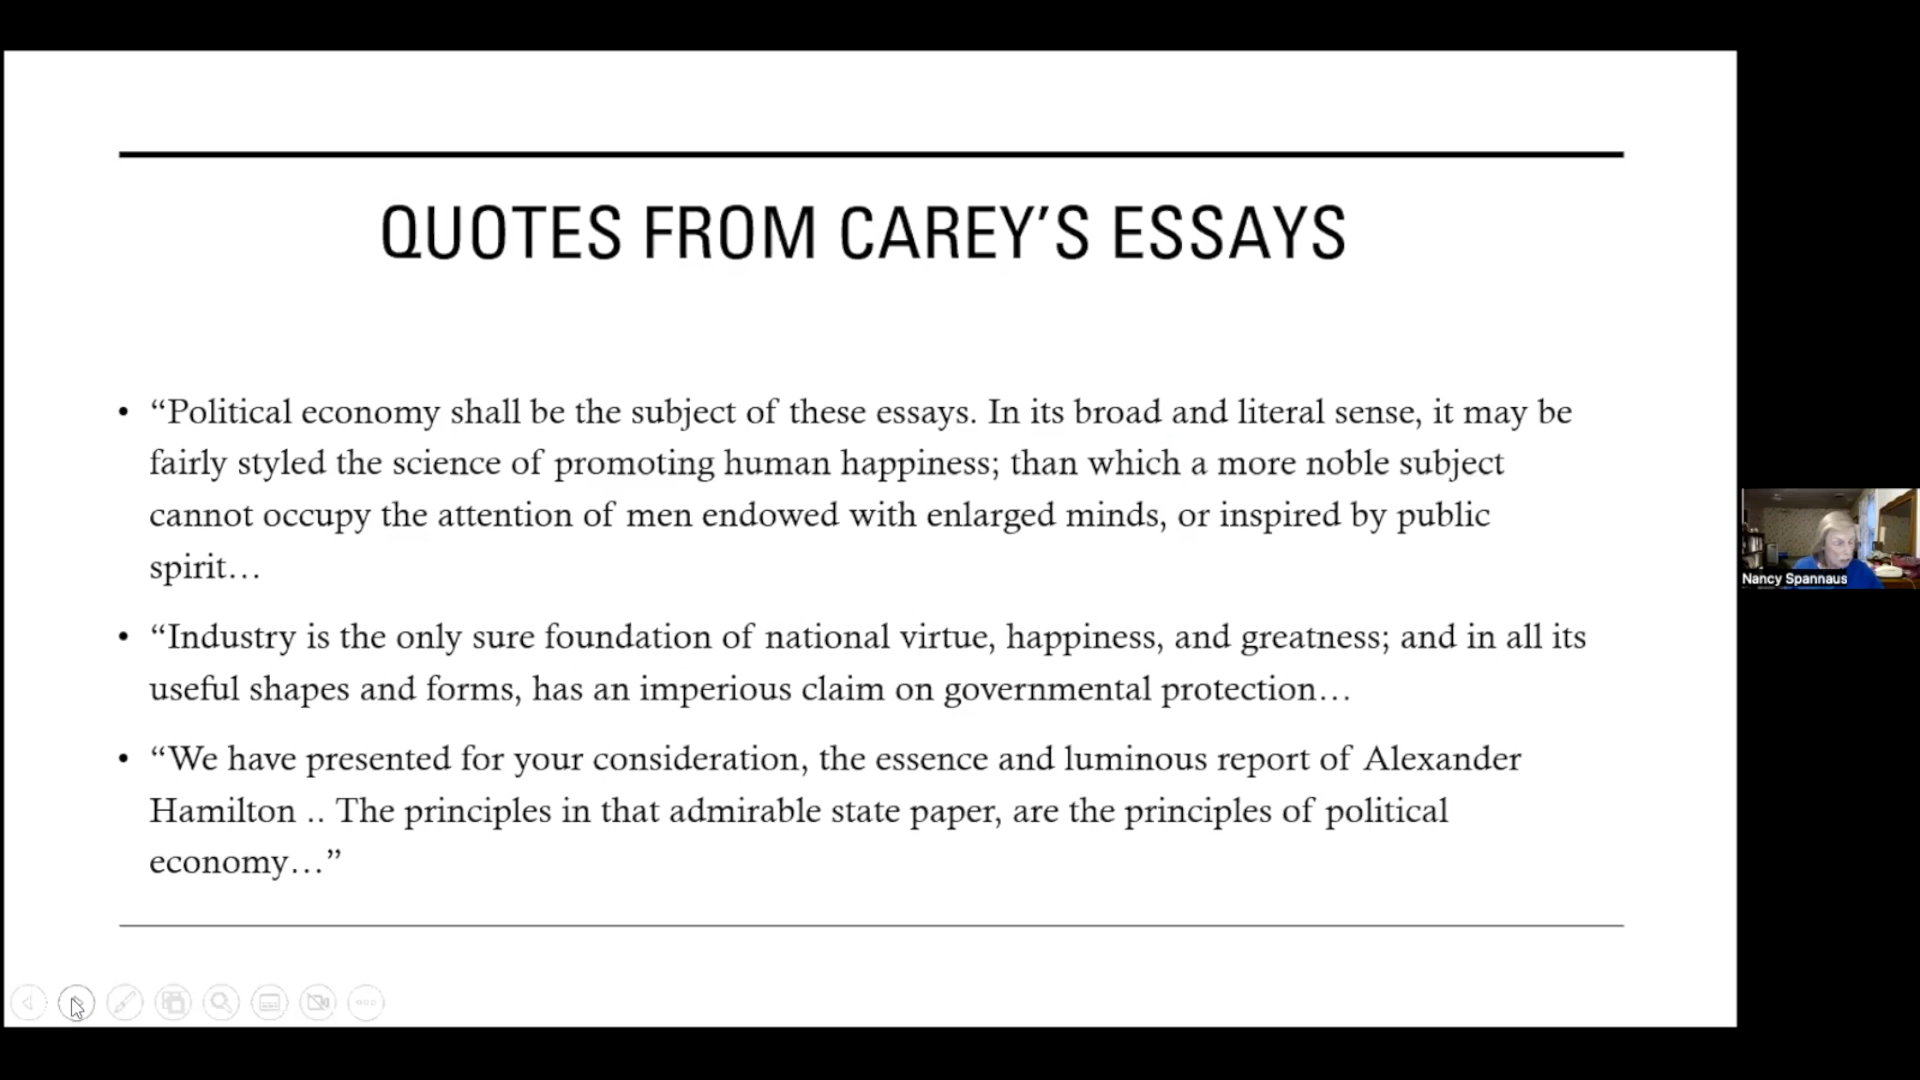 QUOTES FROM CAREY’S ESSAYS
• “Political economy shall be the subject of these essays. In its broad and literal sense, it may be
fairly styled the science of promoting human happiness; than which a more noble subject
cannot occupy the attention of men endowed with enlarged minds, or inspired by public
spirit…
• “Industry is the only sure foundation of national virtue, happiness, and greatness; and in all its
useful shapes and forms, has an imperious claim on governmental protection…
• “We have presented for your consideration, the essence and luminous report of Alexander
Hamilton .. The principles in that admirable state paper, are the principles of political
economy…”
Nancy Spannaus